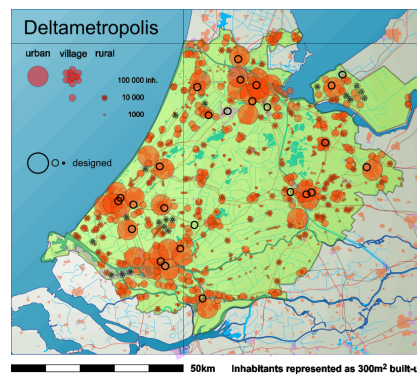 Deltametropolis
urban village rural
100 000 inh.
10 000
1000
designed
50km Inhabitants represented as 300m² built-